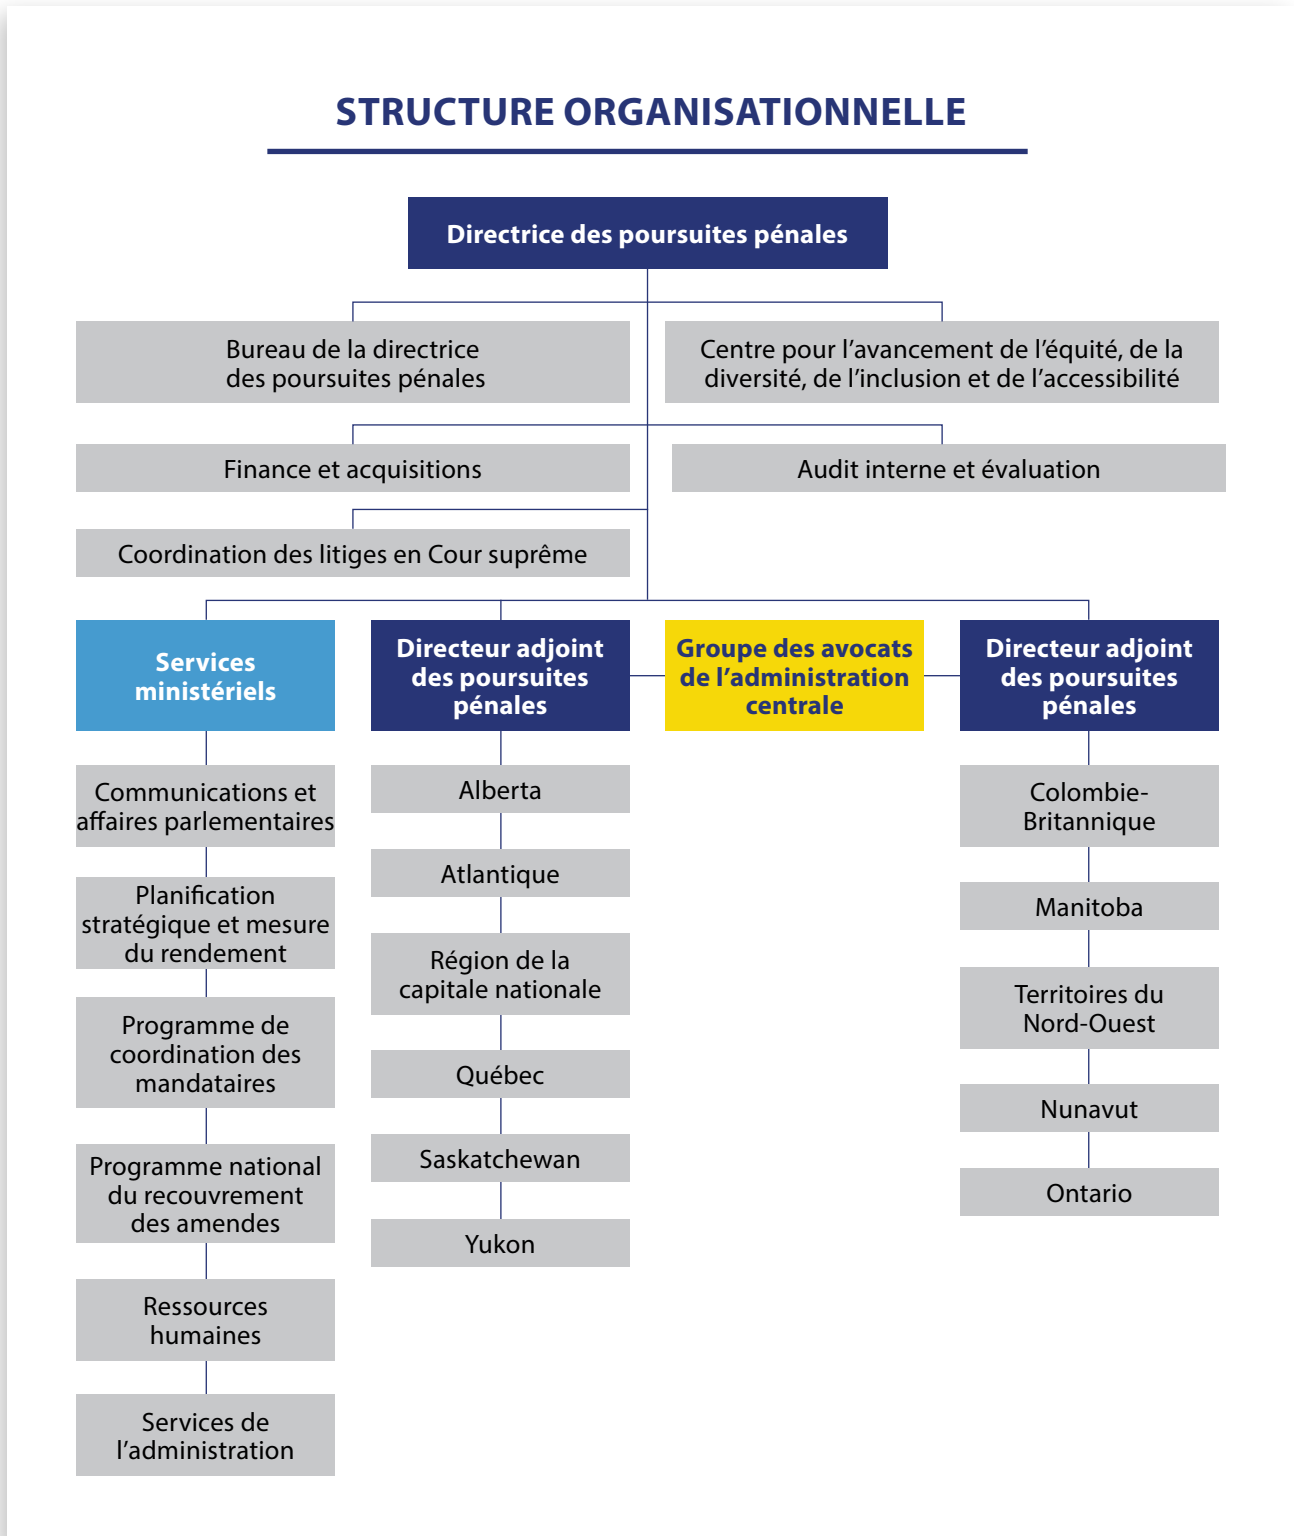 STRUCTURE ORGANISATIONNELLE
Directrice des poursuites pénales
Bureau de la directrice
des poursuites pénales
Centre pour l’avancement de l’équité, de la
diversité, de l’inclusion et de l’accessibilité
Finance et acquisitions
Audit interne et évaluation
Coordination des litiges en Cour suprême
Services
ministériels
Communications et
affaires parlementaires
Planification
stratégique et mesure
du rendement
Programme de
coordination des
mandataires
Programme national
du recouvrement
des amendes
Ressources
humaines
Services de
l’administration
Directeur adjoint
des poursuites
pénales
Alberta
Atlantique
Région de la
capitale nationale
Québec
Saskatchewan
Yukon
Groupe des avocats
de l’administration
centrale
Directeur adjoint
des poursuites
pénales
Colombie-
Britannique
Manitoba
Territoires du
Nord-Ouest
Nunavut
Ontario